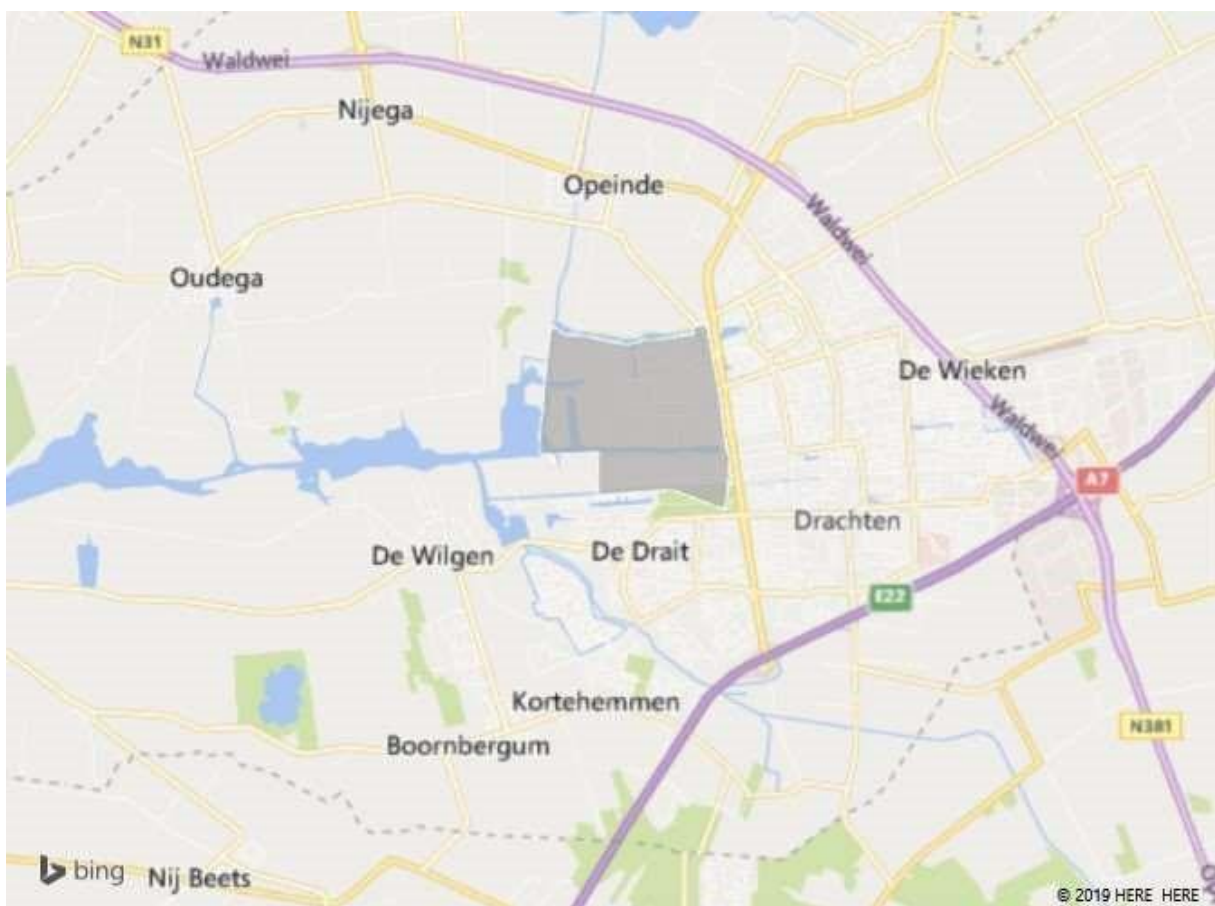 N31
Waldwei
Nijega
Opeinde
Waldwei
Oudega
De Wieken
Waldwei
A7
Drachten
De Wilgen
De Drait
E22
Kortehemmen
N381
Boornbergum
bing
Nij Beets
© 2019 HERE HERE